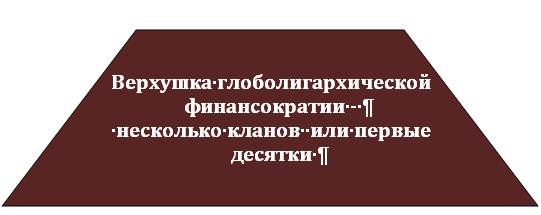 Верхушка·глоболигархической
финансократии·-·¶
·несколько·кланов··или·первые
десятки·¶